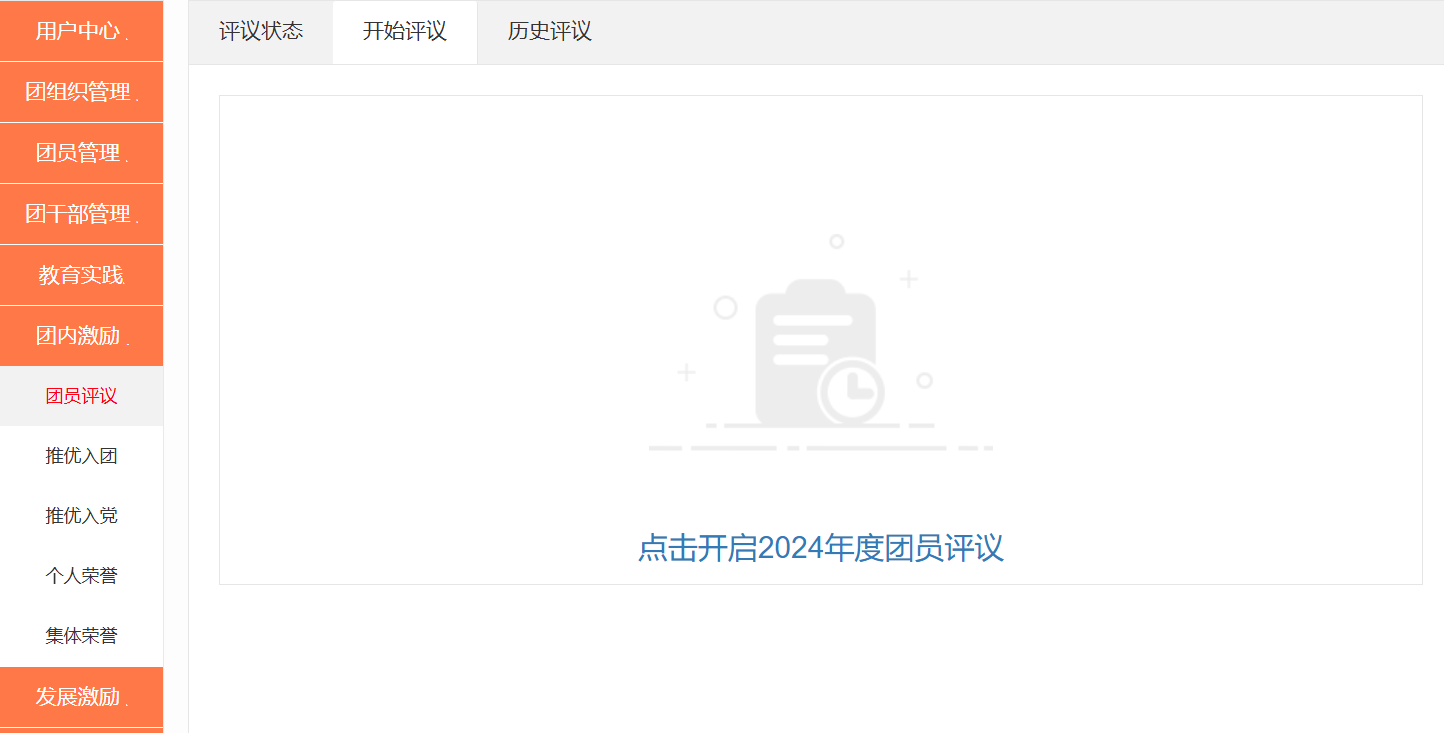 用户中心
团组织管理
团员管理
团干部管理
教育实践
团内激励
团员评议
推优入团
推优入党
个人荣誉
集体荣誉
发展激励
评议状态 开始评议 历史评议
点击开启2024年度团员评议